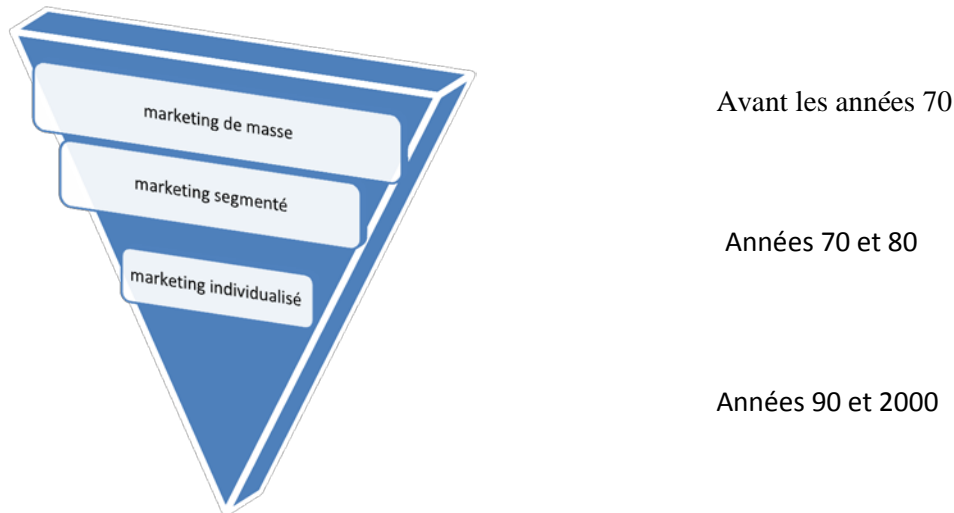 marketing de masse
Avant les années 70
marketing segmenté
Années 70 et 80
marketing individualisé
Années 90 et 2000